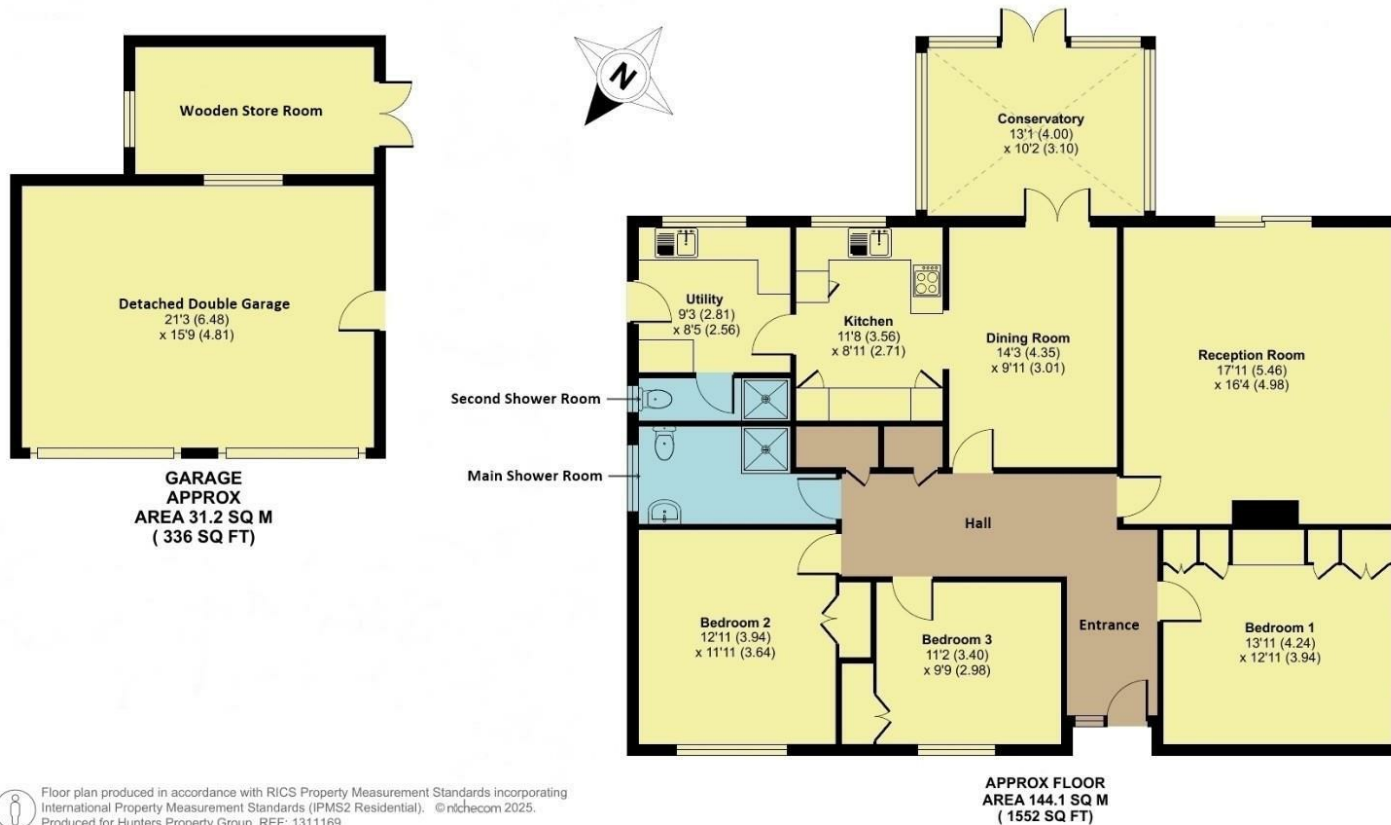 Wooden Store Room
Detached Double Garage
21'3 (6.48)
x 15'9 (4.81)
GARAGE
APPROX
AREA 31.2 SQ M
( 336 SQ FT)
N
Conservatory
13'1 (4.00)
x 10'2 (3.10)
Utility
9'3 (2.81)
x 8'5 (2.56)
Kitchen
11'8 (3.56)
x 8'11 (2.71)
Dining Room
14'3 (4.35)
x 9'11 (3.01)
Reception Room
17'11 (5.46)
x 16'4 (4.98)
Second Shower Room
Main Shower Room
Hall
Bedroom 2
12'11 (3.94)
x 11'11 (3.64)
Bedroom 3
11'2 (3.40)
x 9'9 (2.98)
Entrance
Bedroom 1
13'11 (4.24)
x 12'11 (3.94)
APPROX FLOOR
AREA 144.1 SQ M
( 1552 SQ FT)
Floor plan produced in accordance with RICS Property Measurement Standards incorporating
International Property Measurement Standards (IPMS2 Residential). ©nichecom 2025.
Produced for Hunters Property Group. REF: 1311169